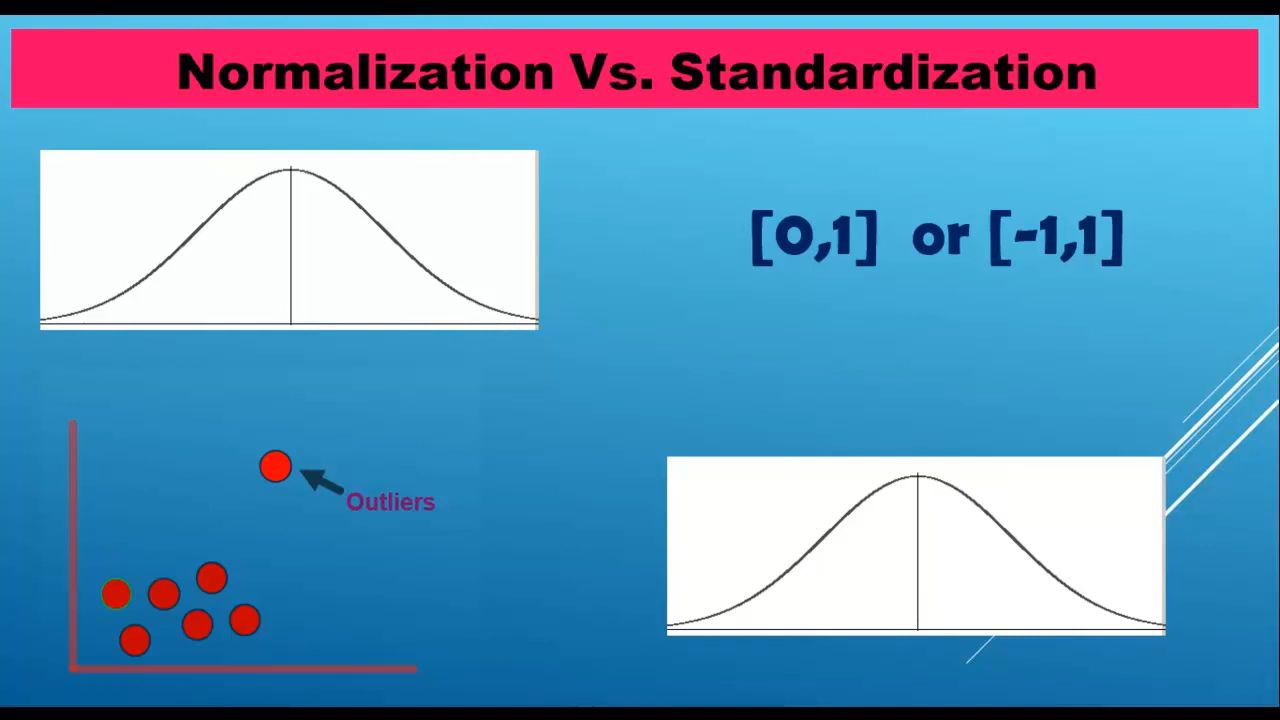 Normalization Vs. Standardization
[0,1] or [-1,1]
Outliers